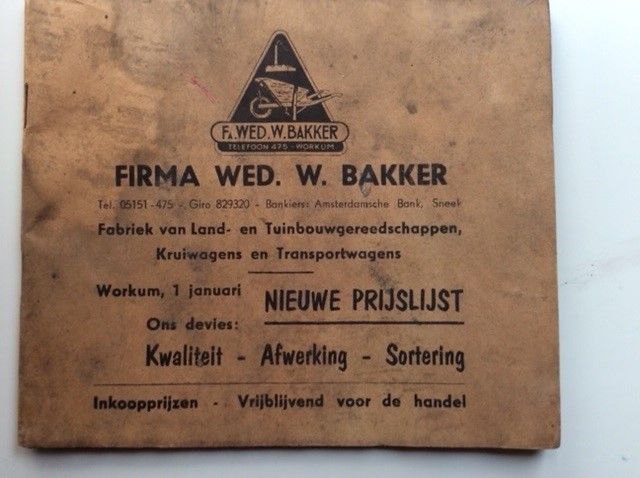 FA. WED. W. BAKKER
TELEFOON 475 - WORKUM
FIRMA WED. W. BAKKER
Tel. 05151-475 - Giro 829320 - Bankiers: Amsterdamsche Bank, Sneek
Fabriek van Land- en Tuinbouwgereedschappen,
Kruiwagens en Transportwagens
Workum, 1 januari NIEUWE PRIJSLIJST
Ons devies:
Kwaliteit - Afwerking - Sortering
Inkoopprijzen - Vrijblijvend voor de handel